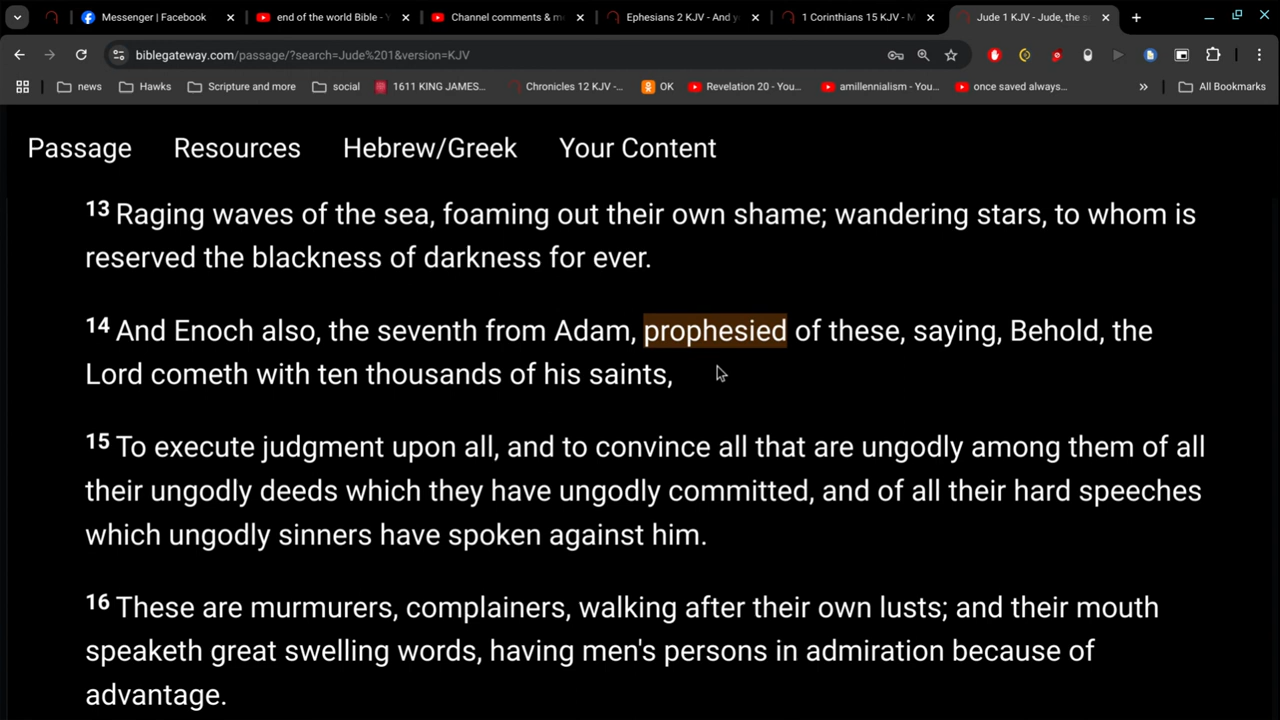 Messenger | Facebook
end of the world Bible - Y
Channel comments & m
Ephesians 2 KJV - And y
1 Corinthians 15 KJV - M
Jude 1 KJV - Jude, the s
biblegateway.com/passage/?search=Jude%201&version=KJV
news
Hawks
Scripture and more
social
1611 KING JAMES...
Chronicles 12 KJV -...
OK
Revelation 20 - You...
amillennialism - You...
once saved always...
»
All Bookmarks
Passage Resources Hebrew/Greek Your Content
13 Raging waves of the sea, foaming out their own shame; wandering stars, to whom is
reserved the blackness of darkness for ever.
14 And Enoch also, the seventh from Adam, prophesied of these, saying, Behold, the
Lord cometh with ten thousands of his saints,
15 To execute judgment upon all, and to convince all that are ungodly among them of all
their ungodly deeds which they have ungodly committed, and of all their hard speeches
which ungodly sinners have spoken against him.
16 These are murmurers, complainers, walking after their own lusts; and their mouth
speaketh great swelling words, having men's persons in admiration because of
advantage.